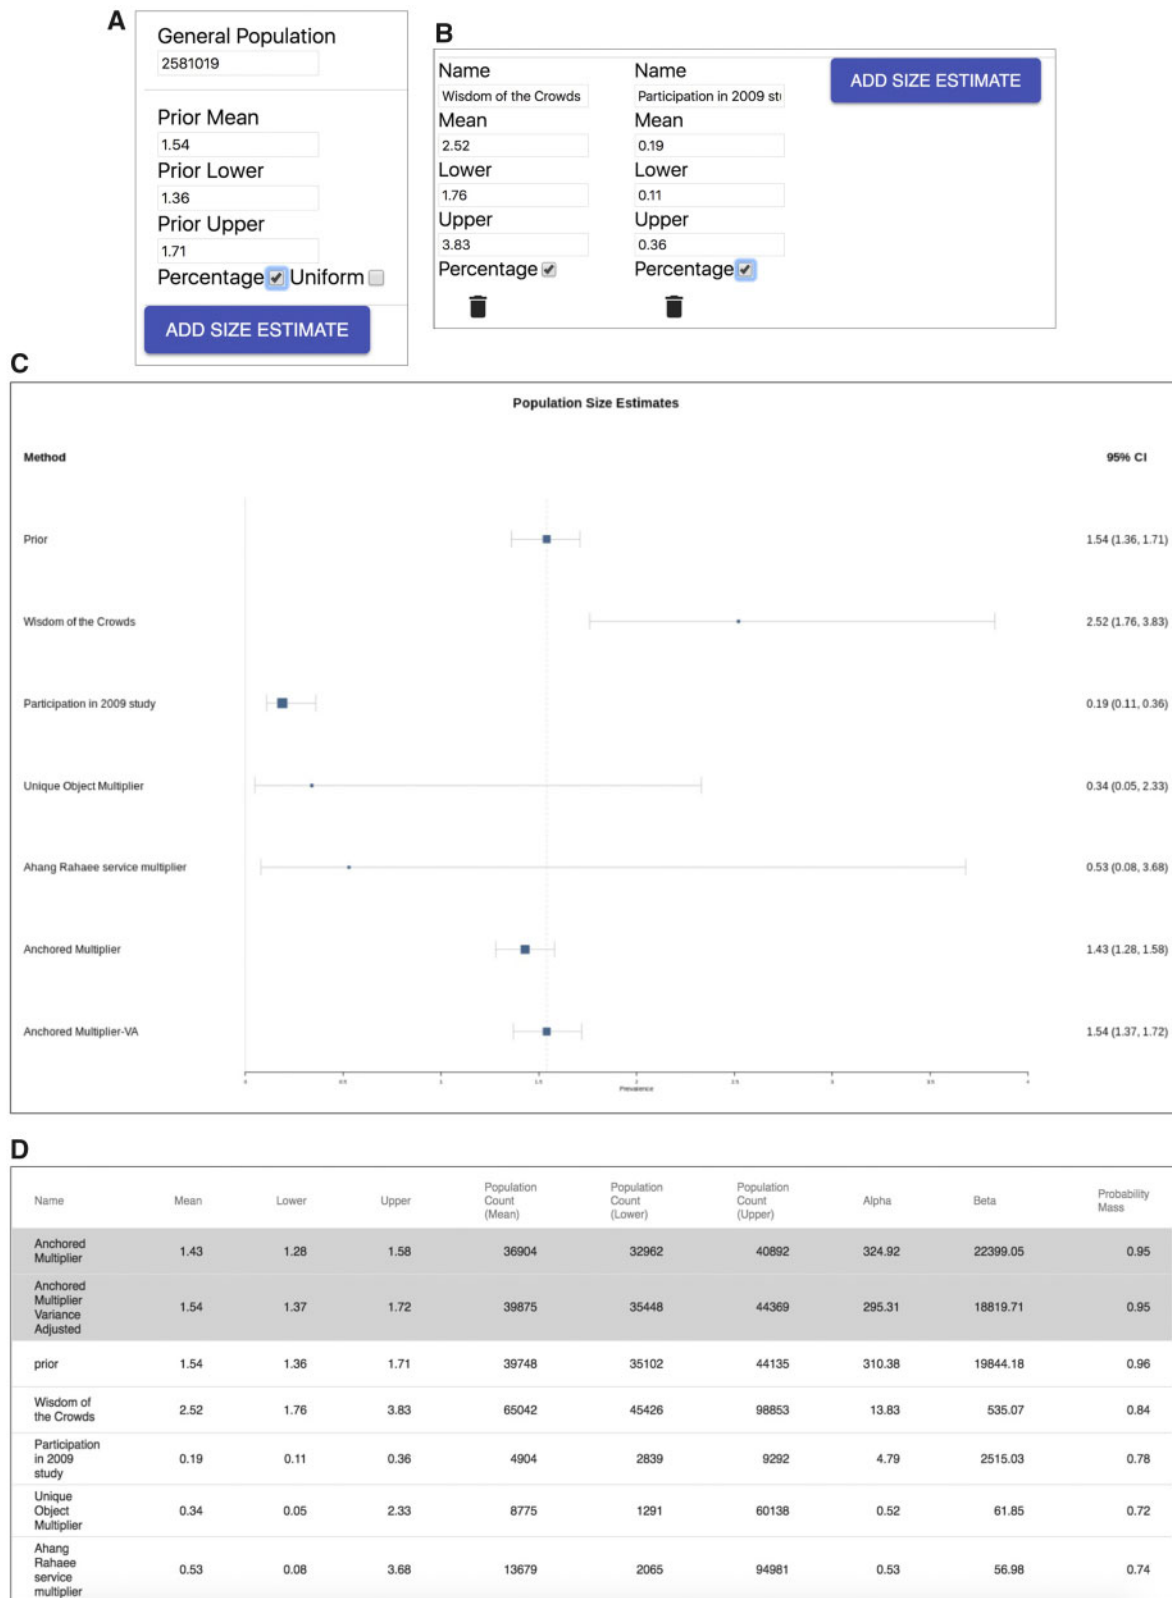 A
General Population
2581019
Prior Mean
1.54
Prior Lower
1.36
Prior Upper
1.71
Percentage Uniform
ADD SIZE ESTIMATE
B
Name
Wisdom of the Crowds
Mean
2.52
Lower
1.76
Upper
3.83
Percentage
Name
Participation in 2009 st
Mean
0.19
Lower
0.11
Upper
0.36
Percentage
ADD SIZE ESTIMATE
C
Population Size Estimates
Method 95% CI
Prior 1.54 (1.36, 1.71)
Wisdom of the Crowds 2.52 (1.76, 3.83)
Participation in 2009 study 0.19 (0.11, 0.36)
Unique Object Multiplier 0.34 (0.05, 2.33)
Ahang Rahaee service multiplier 0.53 (0.08, 3.68)
Anchored Multiplier 1.43 (1.28, 1.58)
Anchored Multiplier-VA 1.54 (1.37, 1.72)
0 0.5 1 1.5 2 2.5 3 3.5 4
Prevalence
D
Name Mean Lower Upper Population Count (Mean) Population Count (Lower) Population Count (Upper) Alpha Beta Probability Mass
Anchored Multiplier 1.43 1.28 1.58 36904 32962 40892 324.92 22399.05 0.95
Anchored Multiplier Variance Adjusted 1.54 1.37 1.72 39875 35448 44369 295.31 18819.71 0.95
prior 1.54 1.36 1.71 39748 35102 44135 310.38 19844.18 0.96
Wisdom of the Crowds 2.52 1.76 3.83 65042 45426 98853 13.83 535.07 0.84
Participation in 2009 study 0.19 0.11 0.36 4904 2839 9292 4.79 2515.03 0.78
Unique Object Multiplier 0.34 0.05 2.33 8775 1291 60138 0.52 61.85 0.72
Ahang Rahaee service multiplier 0.53 0.08 3.68 13679 2065 94981 0.53 56.98 0.74